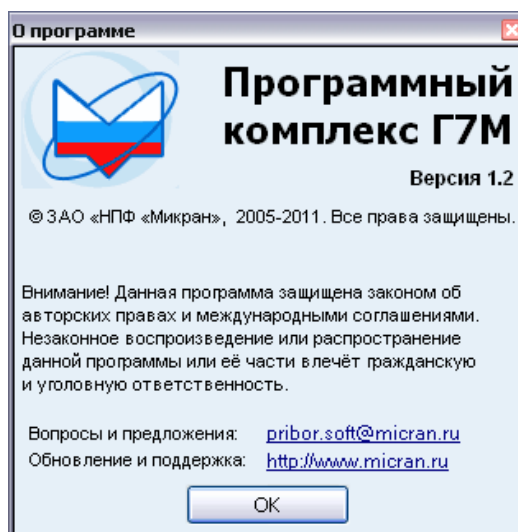 О программе
Программный
комплекс Г7М
Версия 1.2
© ЗАО «НПФ «Микран», 2005-2011. Все права защищены.
Внимание! Данная программа защищена законом об
авторских правах и международными соглашениями.
Незаконное воспроизведение или распространение
данной программы или её части влечёт гражданскую
и уголовную ответственность.
Вопросы и предложения: pribor.soft@micran.ru
Обновление и поддержка: http://www.micran.ru
OK